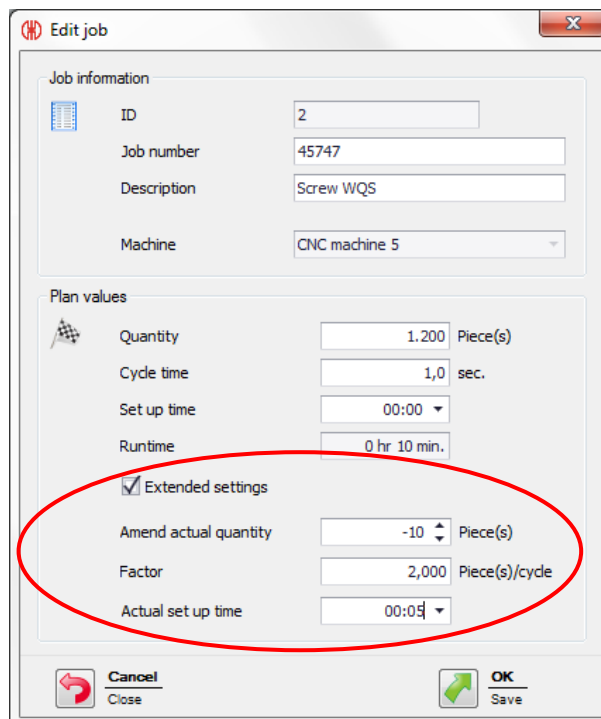 Edit job
Job information
ID 2
Job number 45747
Description Screw WQS
Machine CNC machine 5
Plan values
Quantity 1.200 Piece(s)
Cycle time 1,0 sec.
Set up time 00:00
Runtime 0 hr 10 min.
Extended settings
Amend actual quantity -10 Piece(s)
Factor 2,000 Piece(s)/cycle
Actual set up time 00:05
Cancel OK
Close Save